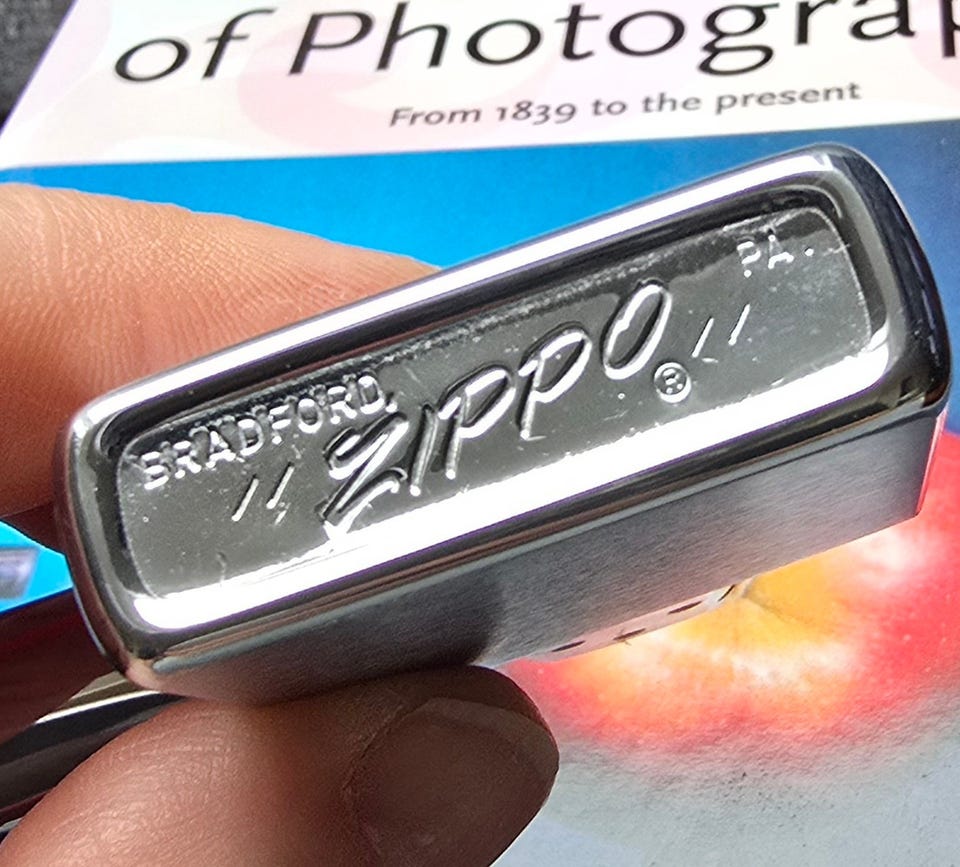 of Photograp
From 1839 to the present
BRADFORD, PA.
// ZIPPO ® //